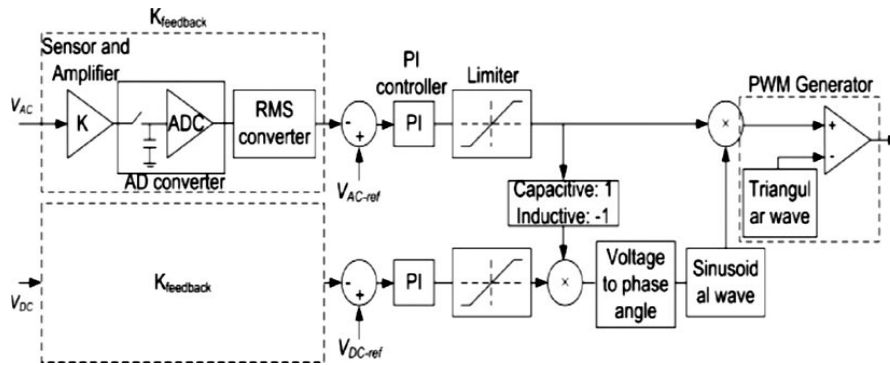 Kfeedback
Sensor and
Amplifier
VAC
K
ADC
AD converter
RMS
converter
-
+
VAC-ref
PI
controller
PI
Limiter
Capacitive: 1
Inductive: -1
×
PWM Generator
+
-
Triangul
ar wave
VDC
Kfeedback
-
+
VDC-ref
PI
×
Voltage
to phase
angle
Sinusoid
al wave